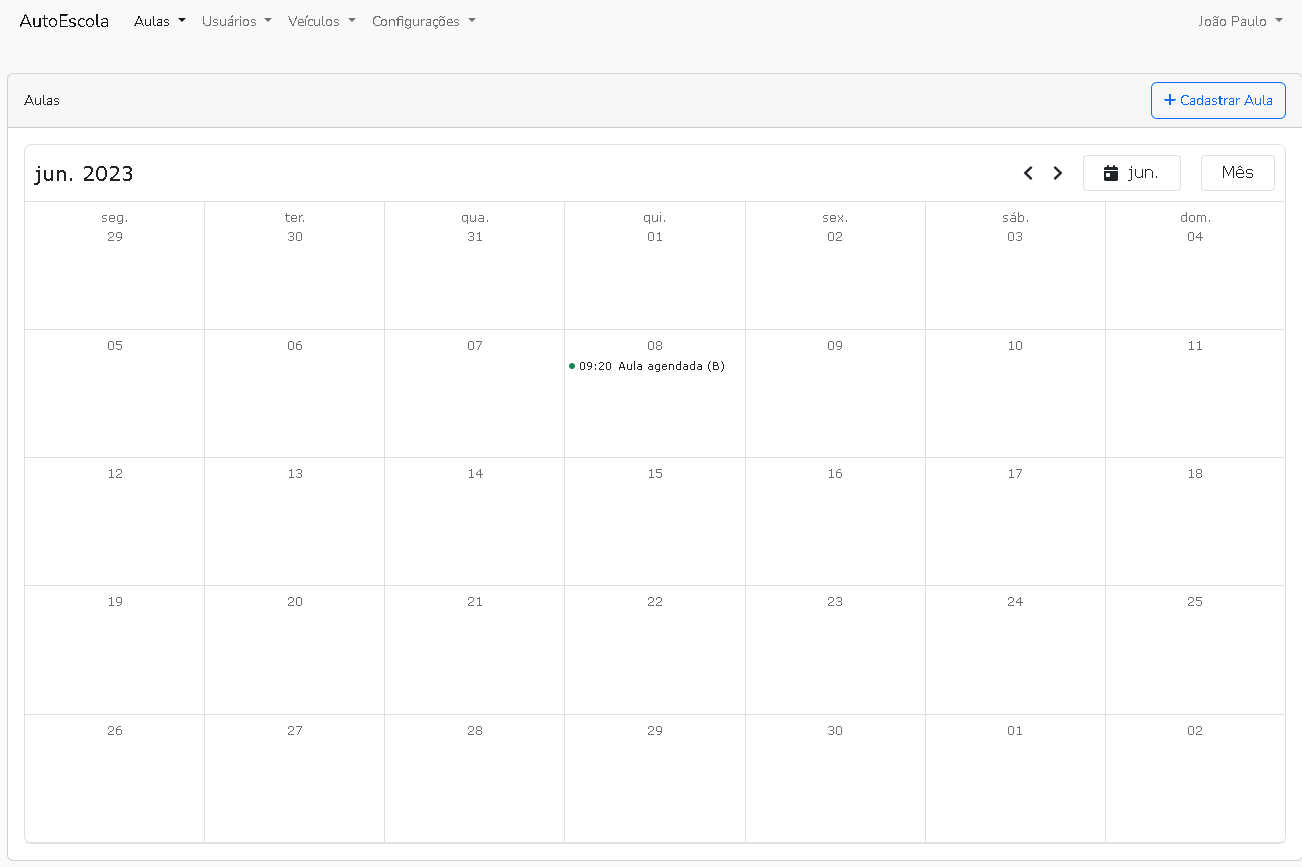 AutoEscola Aulas Usuários Veículos Configurações João Paulo
Aulas + Cadastrar Aula
jun. 2023 jun. Mês
seg. ter. qua. qui. sex. sáb. dom.
29 30 31 01 02 03 04
05 06 07 08 09 10 11
09:20 Aula agendada (B)
12 13 14 15 16 17 18
19 20 21 22 23 24 25
26 27 28 29 30 01 02